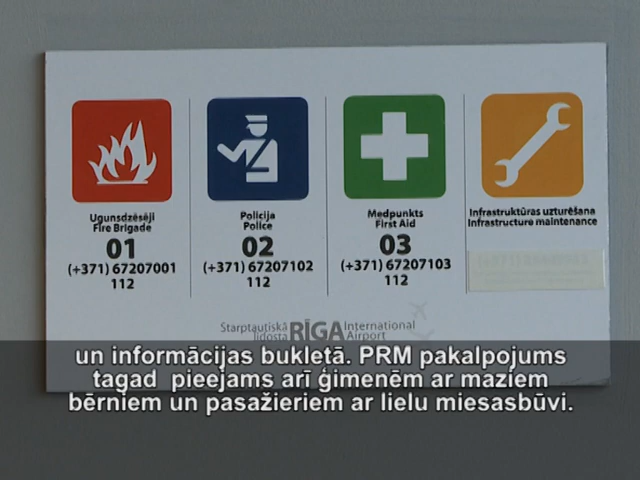 Ugunsdzēsēji
Fire Brigade
01
(+371) 67207001
112
Policija
Police
02
(+371) 67207102
112
Medpunkts
First Aid
03
(+371) 67207103
112
Infrastruktūras uzturēšana
Infrastructure maintenance
Starptautiskā
lidosta
RĪGA
International
Airport
un informācijas bukletā. PRM pakalpojums
tagad pieejams arī ģimenēm ar maziem
bērniem un pasažieriem ar lielu miesasbūvi.